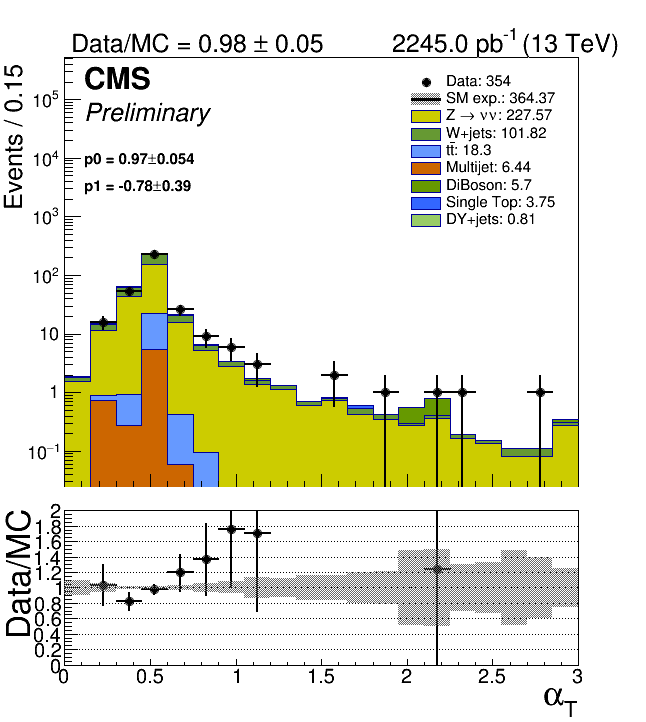 Data/MC = 0.98 ± 0.05
2245.0 pb⁻¹ (13 TeV)
CMS
Preliminary
p0 = 0.97±0.054
p1 = -0.78±0.39
Data: 354
SM exp.: 364.37
Z → νν: 227.57
W+jets: 101.82
tt̄: 18.3
Multijet: 6.44
DiBoson: 5.7
Single Top: 3.75
DY+jets: 0.81
Events / 0.15
10⁵
10⁴
10³
10²
10
1
10⁻¹
Data/MC
2
1.8
1.6
1.4
1.2
1
0.8
0.6
0.4
0.2
0
0 0.5 1 1.5 2 2.5 3
α_T